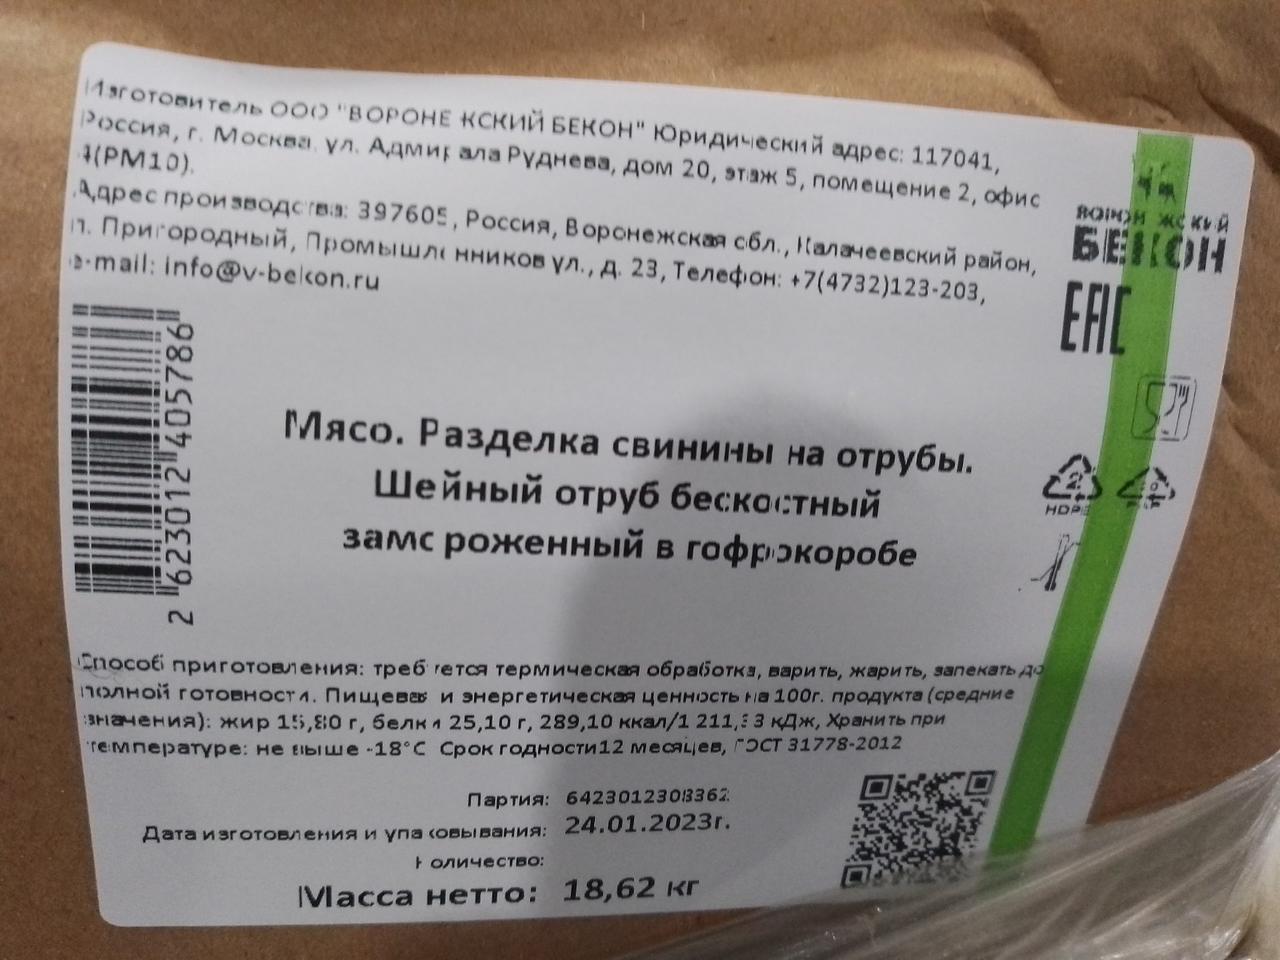 Изготовитель ООО "ВОРОНЕЖСКИЙ БЕКОН" Юридический адрес: 117041,
Россия, г. Москва, ул. Адмирала Руднева, дом 20, этаж 5, помещение 2, офис
4(РМ10).
Адрес производства: 397605, Россия, Воронежская обл., Калачеевский район,
п. Пригородный, Промышленников ул., д. 23, Телефон: +7(4732)123-203,
e-mail: info@v-bekon.ru
ВОРОНЕЖСКИЙ
БЕКОН
EAC
2 623012 405786
Мясо. Разделка свинины на отрубы.
Шейный отруб бескостный
замороженный в гофрокоробе
HDPE
Способ приготовления: требуется термическая обработка, варить, жарить, запекать до
полной готовности. Пищевая и энергетическая ценность на 100г. продукта (средние
значения): жир 15,80 г, белки 25,10 г, 289,10 ккал/1 211,33 кДж, Хранить при
температуре: не выше -18°C Срок годности12 месяцев, ГОСТ 31778-2012
Партия: 6423012308362
Дата изготовления и упаковывания: 24.01.2023г.
Количество:
Масса нетто: 18,62 кг